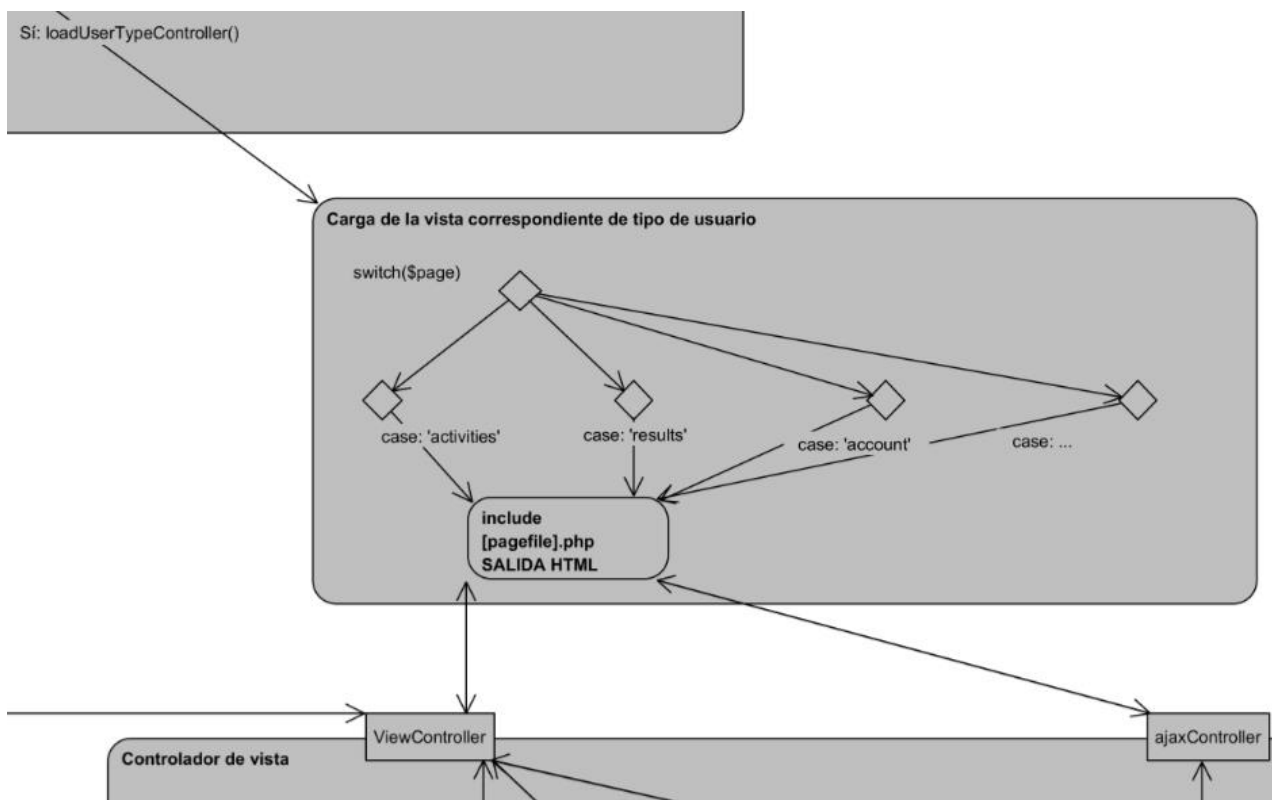 Sí: loadUserTypeController()
Carga de la vista correspondiente de tipo de usuario
switch($page)
case: 'activities'
case: 'results'
case: 'account'
case: ...
include
[pagefile].php
SALIDA HTML
ViewController
ajaxController
Controlador de vista